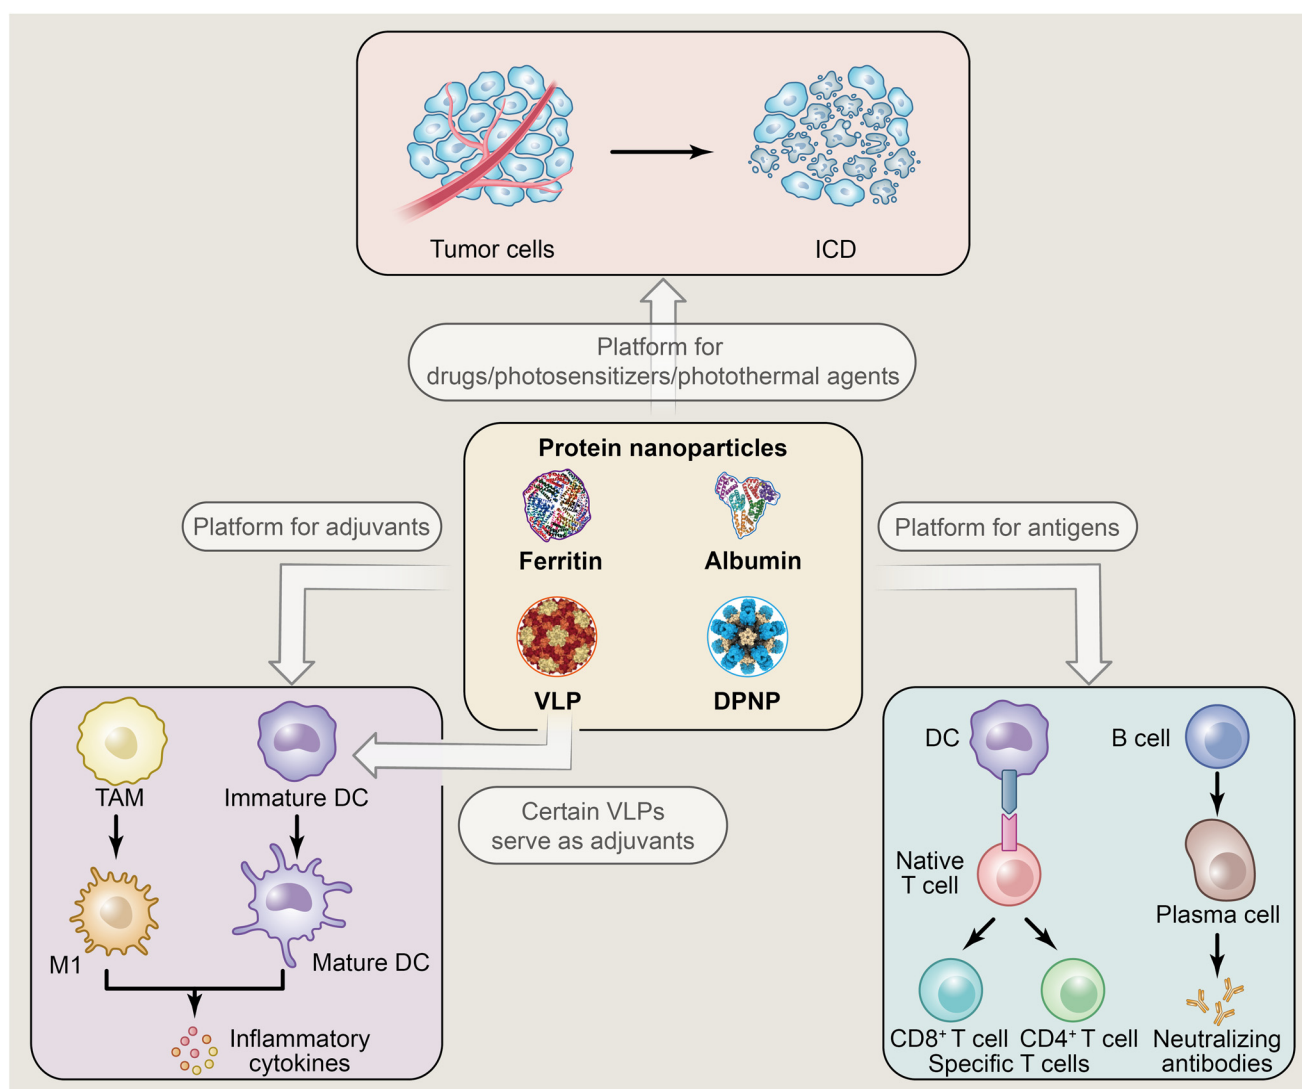 Tumor cells
ICD
Platform for
drugs/photosensitizers/photothermal agents
Protein nanoparticles
Ferritin
Albumin
VLP
DPNP
Platform for adjuvants
Platform for antigens
TAM
Immature DC
M1
Mature DC
Inflammatory
cytokines
Certain VLPs
serve as adjuvants
DC
B cell
Native
T cell
Plasma cell
CD8⁺ T cell
CD4⁺ T cell
Specific T cells
Neutralizing
antibodies